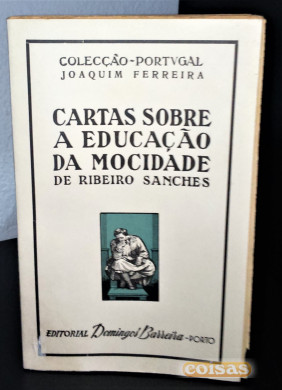 COLECÇÃO-PORTVGAL
JOAQUIM FERREIRA
CARTAS SOBRE
A EDUCAÇÃO
DA MOCIDADE
DE RIBEIRO SANCHES
EDITORIAL Domingos Barreira-PORTO
coisas